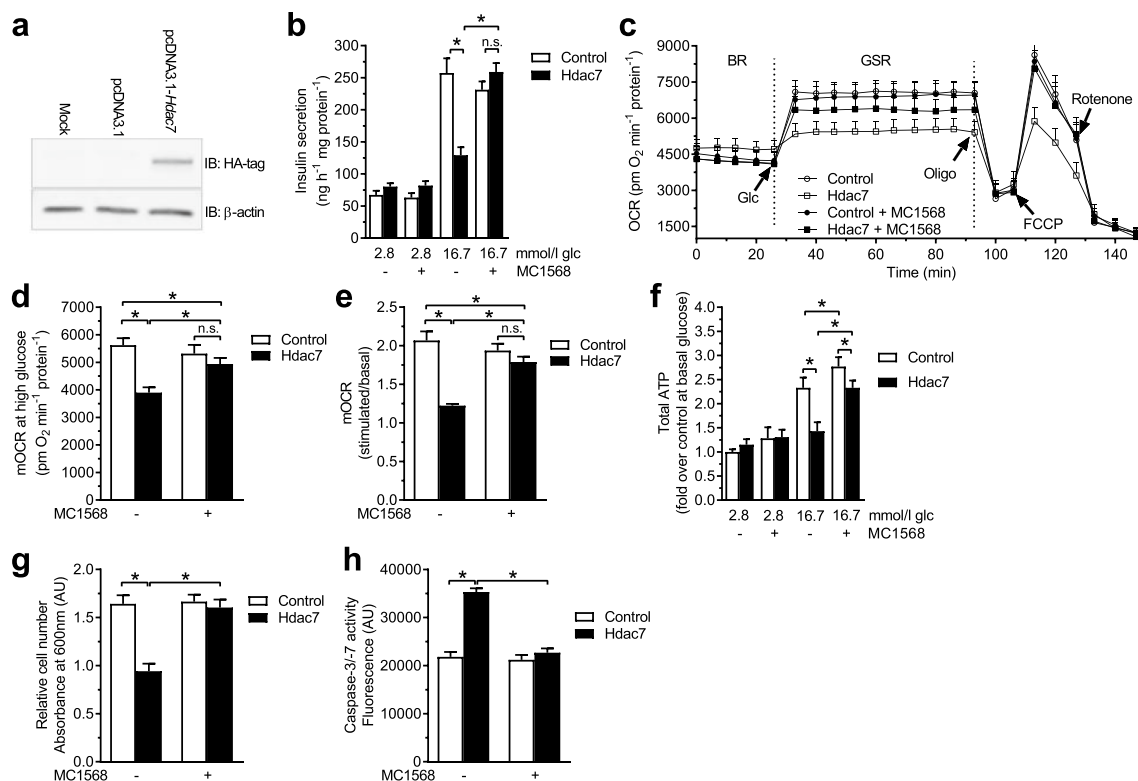 a
Mock
pcDNA3.1
pcDNA3.1-Hdac7
IB: HA-tag
IB: β-actin
b
Insulin secretion
(ng h⁻¹ mg protein⁻¹)
300
250
200
150
100
50
0
*
*
n.s.
Control
Hdac7
2.8 2.8 16.7 16.7 mmol/l glc
- + - + MC1568
c
OCR (pm O₂ min⁻¹ protein⁻¹)
9000
7500
6000
4500
3000
1500
BR
GSR
Rotenone
Glc
Oligo
FCCP
Control
Hdac7
Control + MC1568
Hdac7 + MC1568
0 20 40 60 80 100 120 140
Time (min)
d
mOCR at high glucose
(pm O₂ min⁻¹ protein⁻¹)
7000
6000
5000
4000
3000
2000
1000
0
*
* *
n.s.
Control
Hdac7
MC1568 - +
e
mOCR
(stimulated/basal)
2.5
2.0
1.5
1.0
0.5
0.0
*
* *
n.s.
Control
Hdac7
MC1568 - +
f
Total ATP
(fold over control at basal glucose)
4.0
3.5
3.0
2.5
2.0
1.5
1.0
0.5
0.0
*
*
* *
Control
Hdac7
2.8 2.8 16.7 16.7 mmol/l glc
- + - + MC1568
g
Relative cell number
Absorbance at 600nm (AU)
2.0
1.5
1.0
0.5
0.0
* *
Control
Hdac7
MC1568 - +
h
Caspase-3/-7 activity
Fluorescence (AU)
40000
30000
20000
10000
0
* *
Control
Hdac7
MC1568 - +